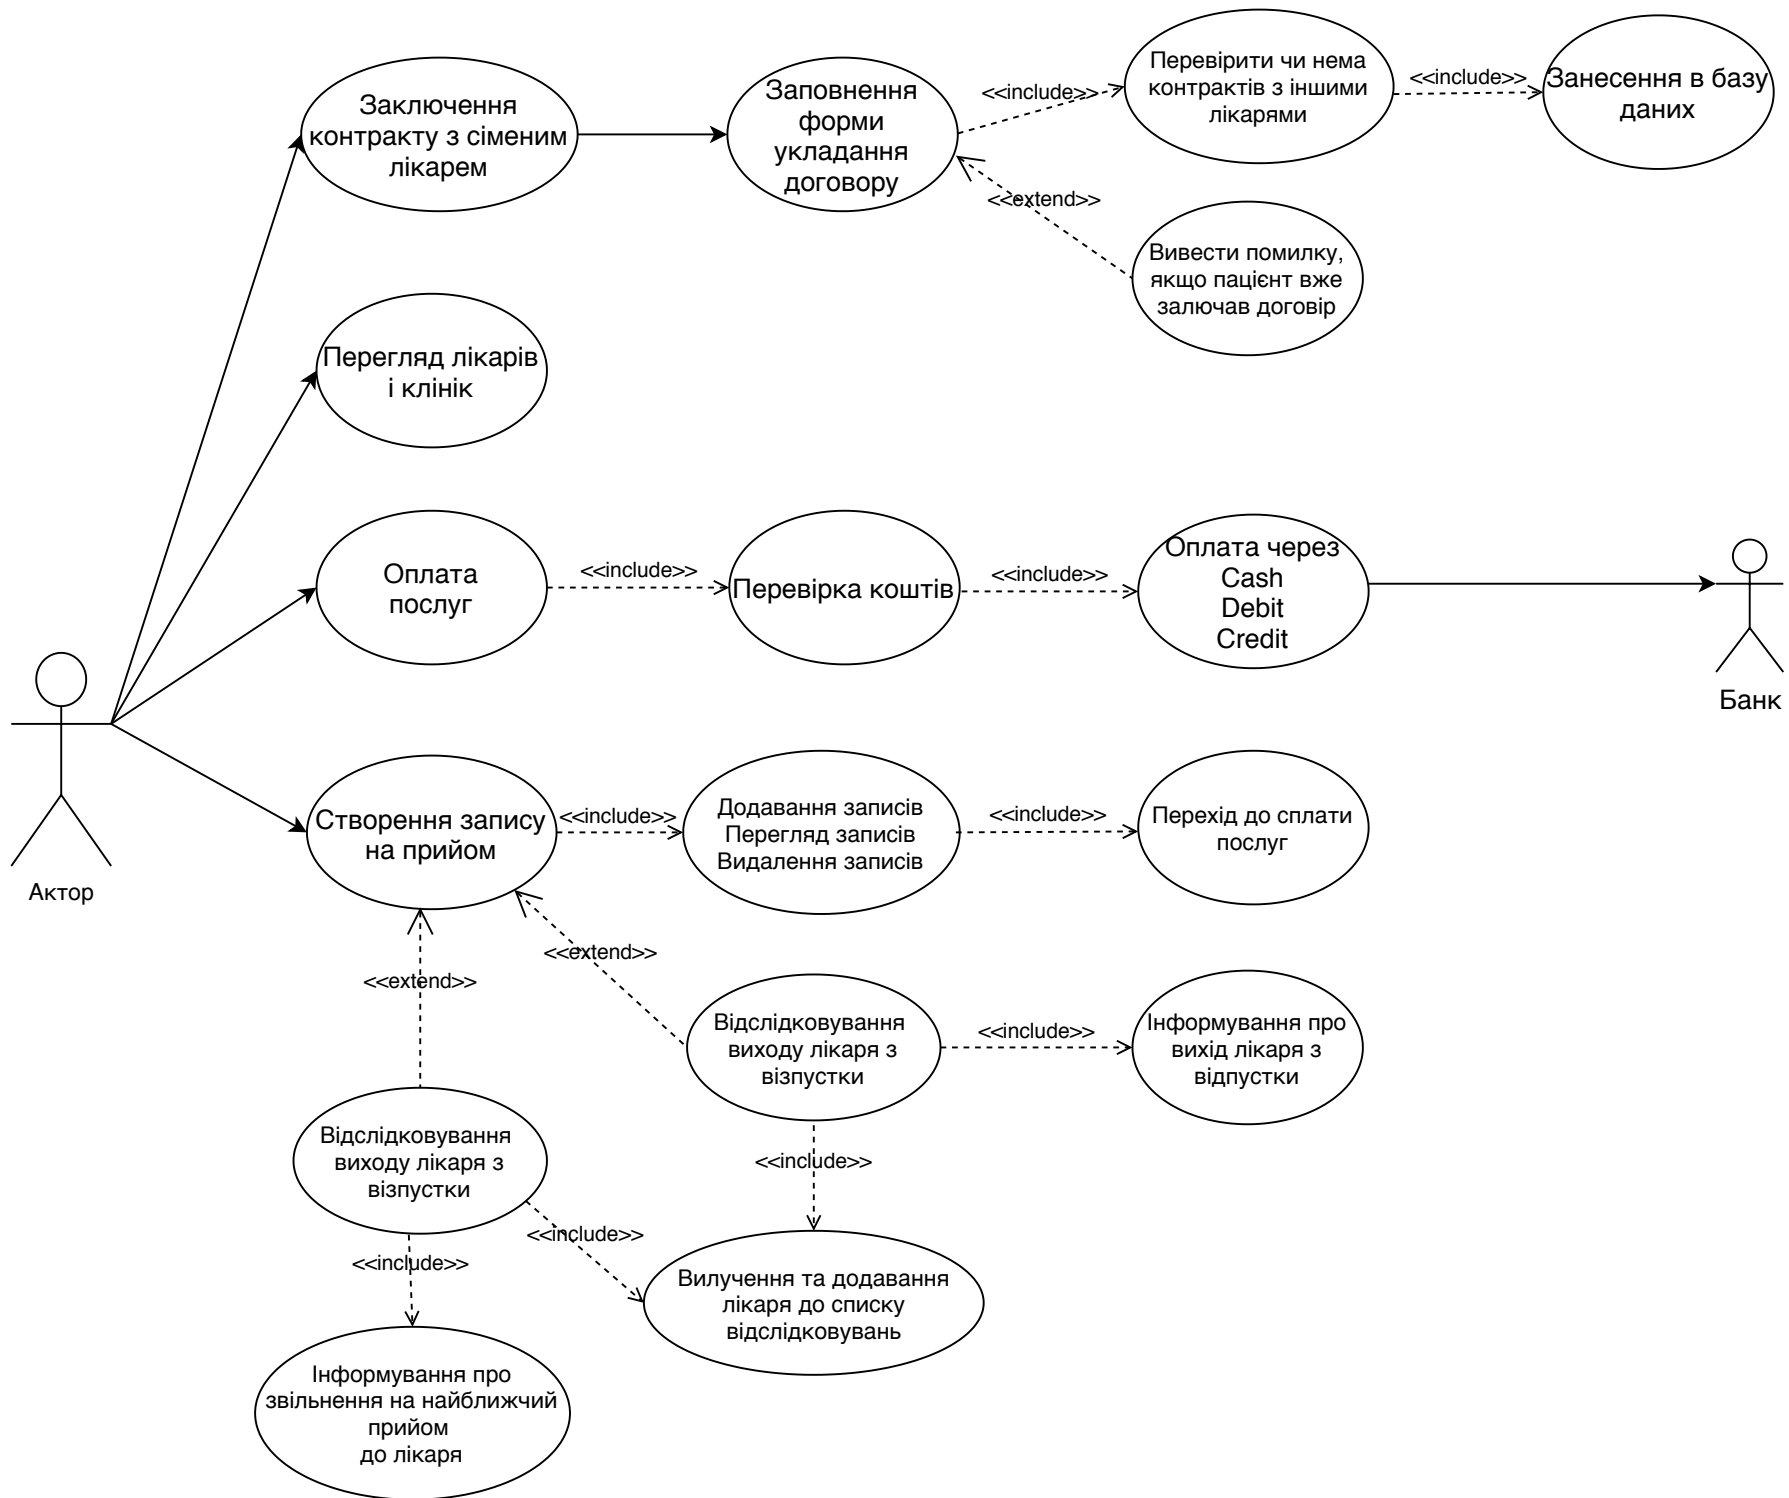 Заключення
контракту з сіменим
лікарем
Заповнення
форми
укладання
договору
<<include>>
Перевірити чи нема
контрактів з іншими
лікарями
<<include>>
Занесення в базу
даних
<<extend>>
Вивести помилку,
якщо пацієнт вже
залючав договір
Перегляд лікарів
і клінік
Оплата
послуг
<<include>>
Перевірка коштів
<<include>>
Оплата через
Cash
Debit
Credit
Банк
Актор
Створення запису
на прийом
<<include>>
Додавання записів
Перегляд записів
Видалення записів
<<include>>
Перехід до сплати
послуг
<<extend>>
<<extend>>
Відслідковування
виходу лікаря з
візпустки
<<include>>
Інформування про
вихід лікаря з
відпустки
Відслідковування
виходу лікаря з
візпустки
<<include>>
<<include>>
<<include>>
Вилучення та додавання
лікаря до списку
відслідковувань
Інформування про
звільнення на найближчий
прийом
до лікаря